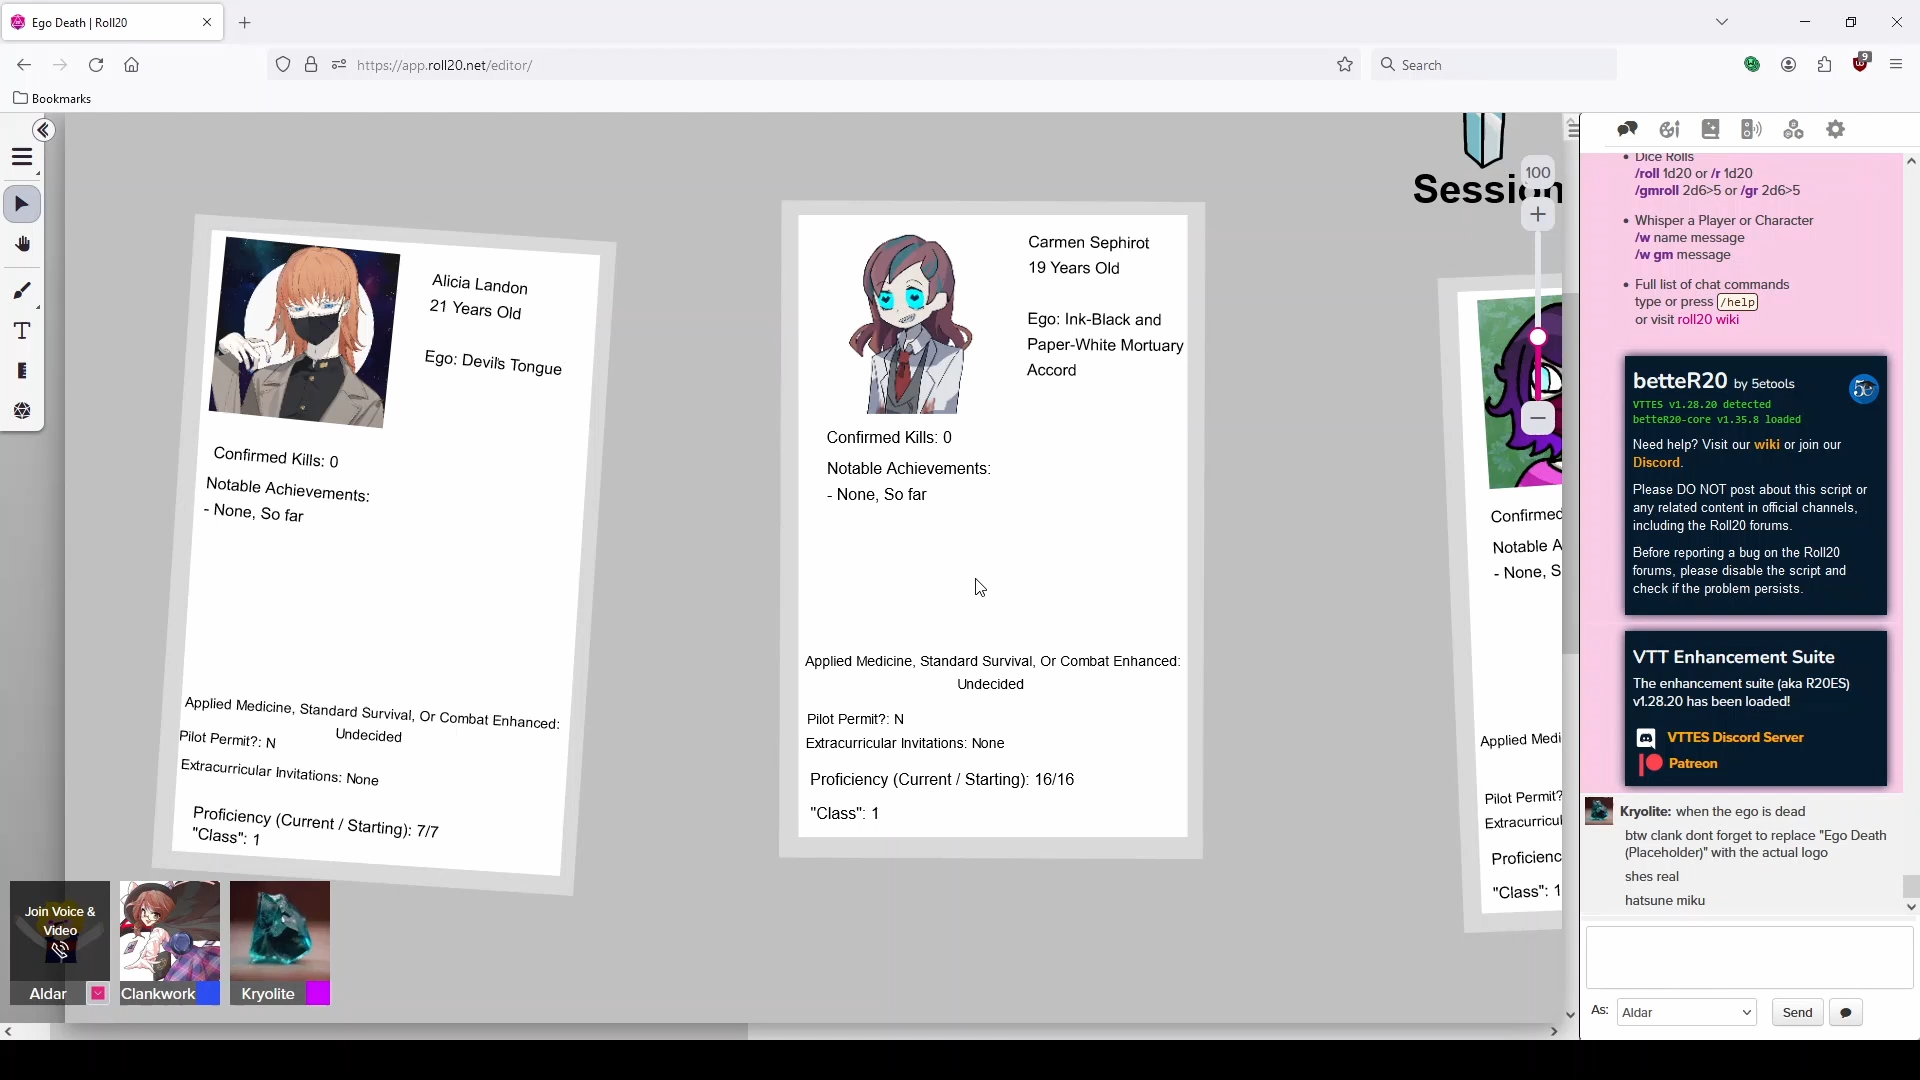 Ego Death | Roll20
https://app.roll20.net/editor/
Search
9
Bookmarks
Session
100
Alicia Landon
21 Years Old
Ego: Devil's Tongue
Confirmed Kills: 0
Notable Achievements:
- None, So far
Applied Medicine, Standard Survival, Or Combat Enhanced:
Undecided
Pilot Permit?: N
Extracurricular Invitations: None
Proficiency (Current / Starting): 7/7
"Class": 1
Carmen Sephirot
19 Years Old
Ego: Ink-Black and
Paper-White Mortuary
Accord
Confirmed Kills: 0
Notable Achievements:
- None, So far
Applied Medicine, Standard Survival, Or Combat Enhanced:
Undecided
Pilot Permit?: N
Extracurricular Invitations: None
Proficiency (Current / Starting): 16/16
"Class": 1
Confirmed
Notable A
- None, S
Applied Medi
Pilot Permit?
Extracurricul
Proficienc
"Class": 1
Join Voice &
Video
Aldar
Clankwork
Kryolite
• Dice Rolls
/roll 1d20 or /r 1d20
/gmroll 2d6>5 or /gr 2d6>5
• Whisper a Player or Character
/w name message
/w gm message
• Full list of chat commands
type or press /help
or visit roll20 wiki
betteR20 by 5etools
5e
VTTES v1.28.20 detected
betteR20-core v1.35.8 loaded
Need help? Visit our wiki or join our
Discord.
Please DO NOT post about this script or
any related content in official channels,
including the Roll20 forums.
Before reporting a bug on the Roll20
forums, please disable the script and
check if the problem persists.
VTT Enhancement Suite
The enhancement suite (aka R20ES)
v1.28.20 has been loaded!
VTTES Discord Server
Patreon
Kryolite: when the ego is dead
btw clank dont forget to replace "Ego Death
(Placeholder)" with the actual logo
shes real
hatsune miku
As:
Aldar
Send